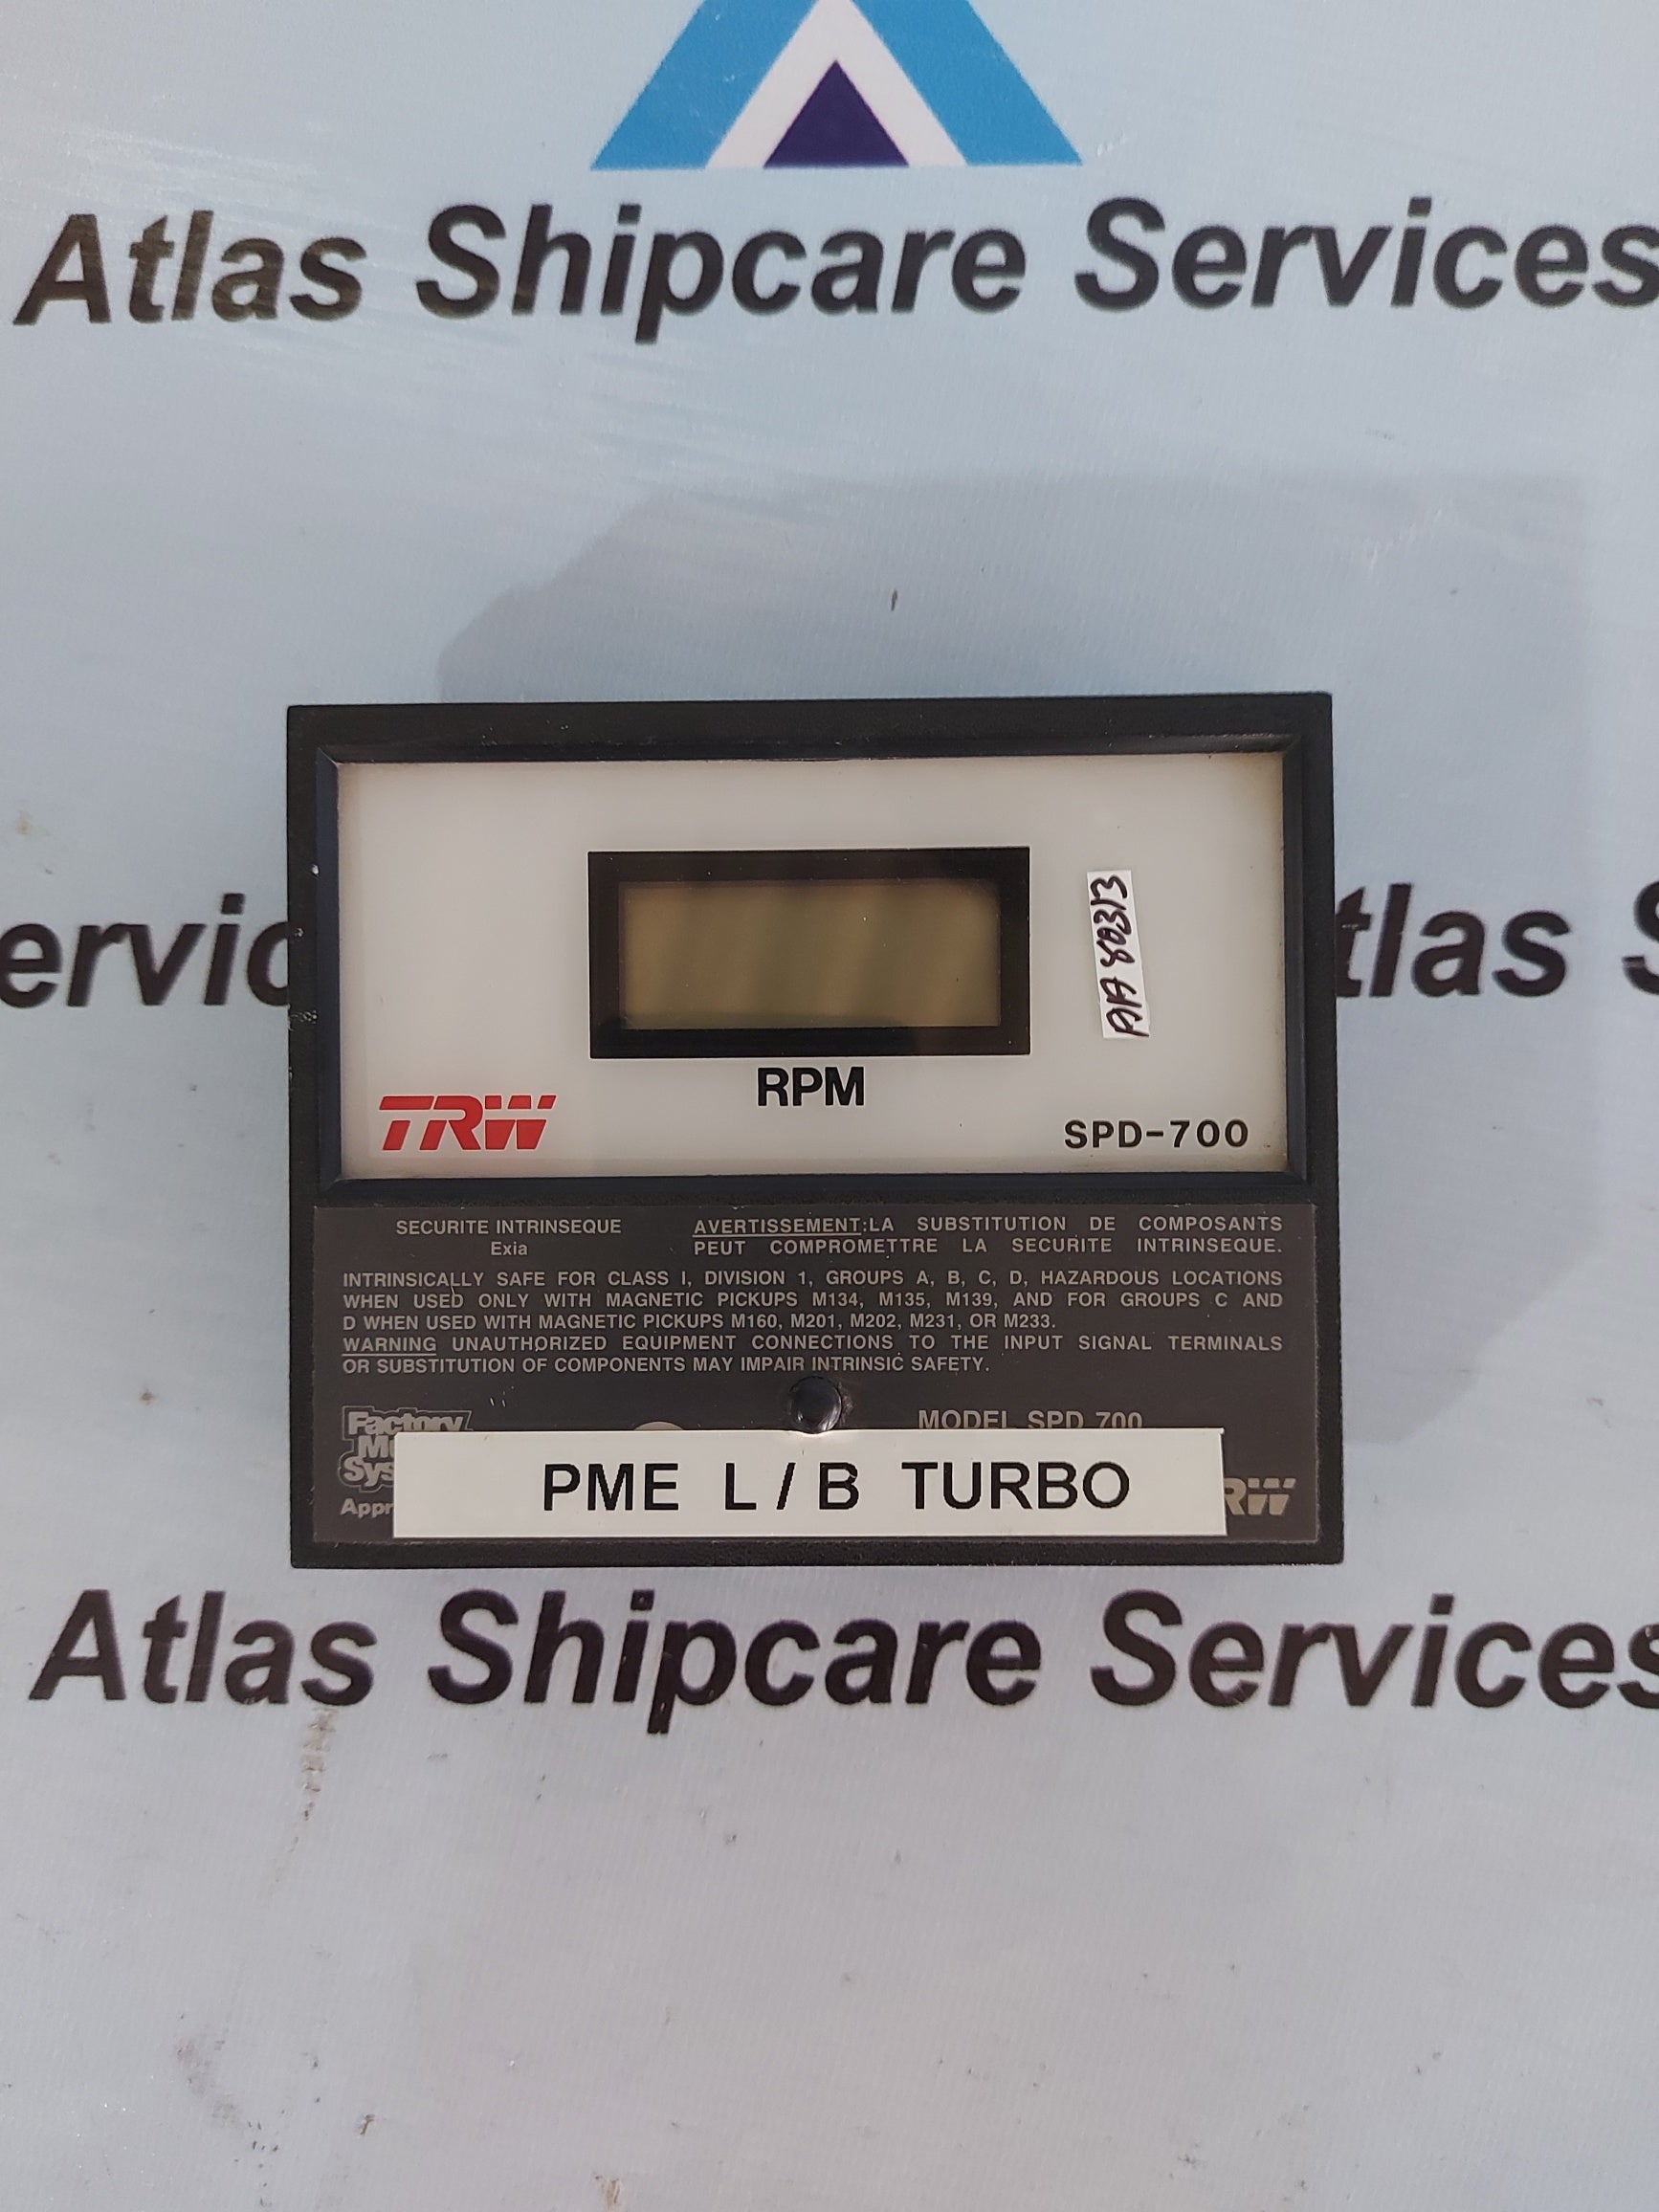 Atlas Shipcare Services
ervic
tlas S
RPM
TRW
SPD-700
SECURITE INTRINSEQUE
Exia
AVERTISSEMENT:LA SUBSTITUTION DE COMPOSANTS
PEUT COMPROMETTRE LA SECURITE INTRINSEQUE.
INTRINSICALLY SAFE FOR CLASS I, DIVISION 1, GROUPS A, B, C, D, HAZARDOUS LOCATIONS
WHEN USED ONLY WITH MAGNETIC PICKUPS M134, M135, M139, AND FOR GROUPS C AND
D WHEN USED WITH MAGNETIC PICKUPS M160, M201, M202, M231, OR M233.
WARNING UNAUTHORIZED EQUIPMENT CONNECTIONS TO THE INPUT SIGNAL TERMINALS
OR SUBSTITUTION OF COMPONENTS MAY IMPAIR INTRINSIC SAFETY.
Factory
M
Sys
Appr
MODEL SPD 700
RW
PME L/B TURBO
Atlas Shipcare Services